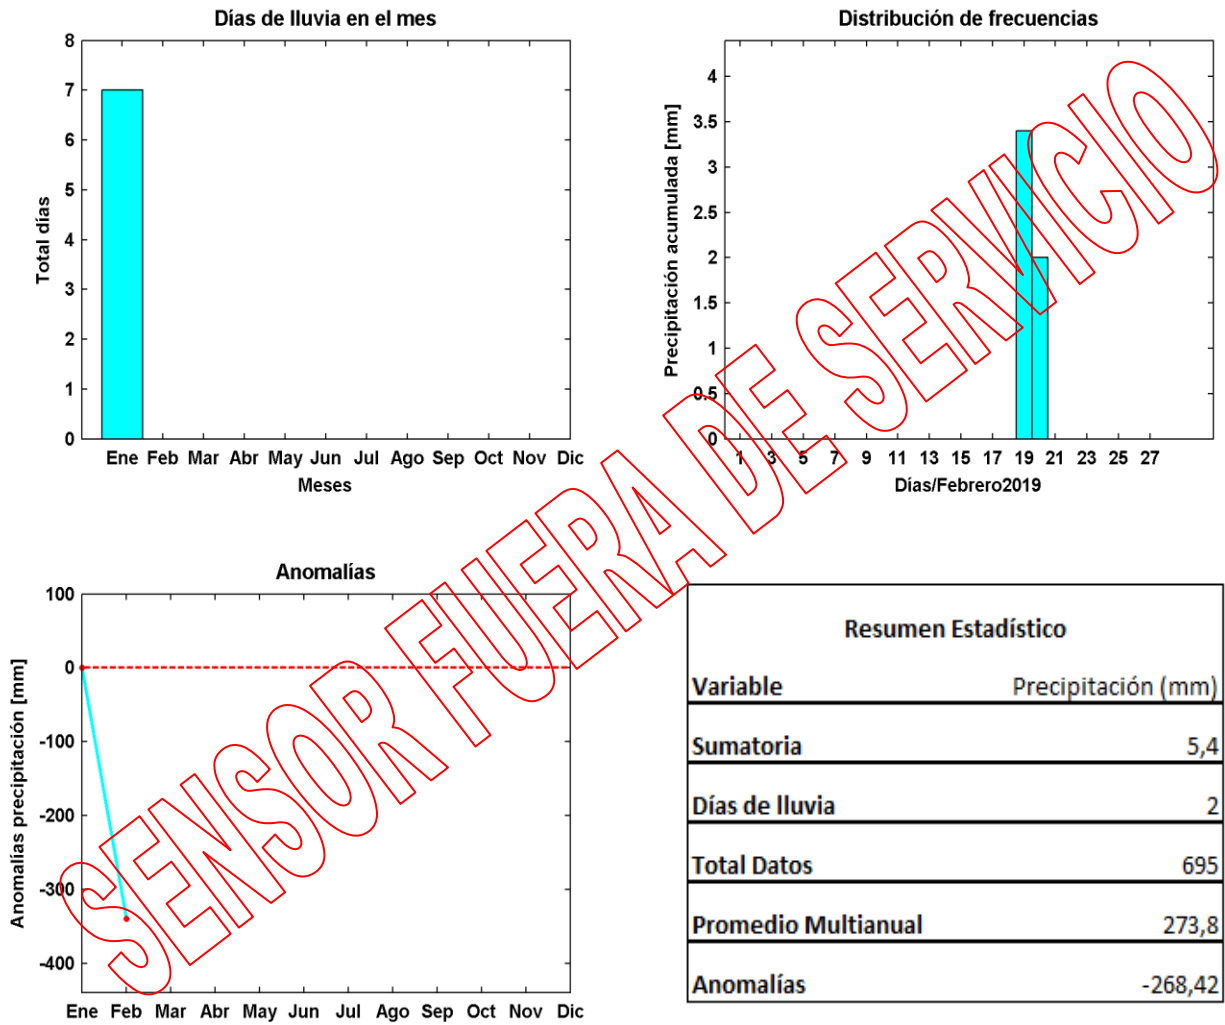 Días de lluvia en el mes
8
7
6
5
4
3
2
1
0
Total días
Ene Feb Mar Abr May Jun Jul Ago Sep Oct Nov Dic
Meses
Distribución de frecuencias
4
3.5
3
2.5
2
1.5
1
0.5
0
Precipitación acumulada [mm]
1 3 5 7 9 11 13 15 17 19 21 23 25 27
Días/Febrero2019
Anomalías
100
0
-100
-200
-300
-400
Anomalías precipitación [mm]
Ene Feb Mar Abr May Jun Jul Ago Sep Oct Nov Dic
Resumen Estadístico
Variable Precipitación (mm)
Sumatoria 5,4
Días de lluvia 2
Total Datos 695
Promedio Multianual 273,8
Anomalías -268,42
SENSOR FUERA DE SERVICIO